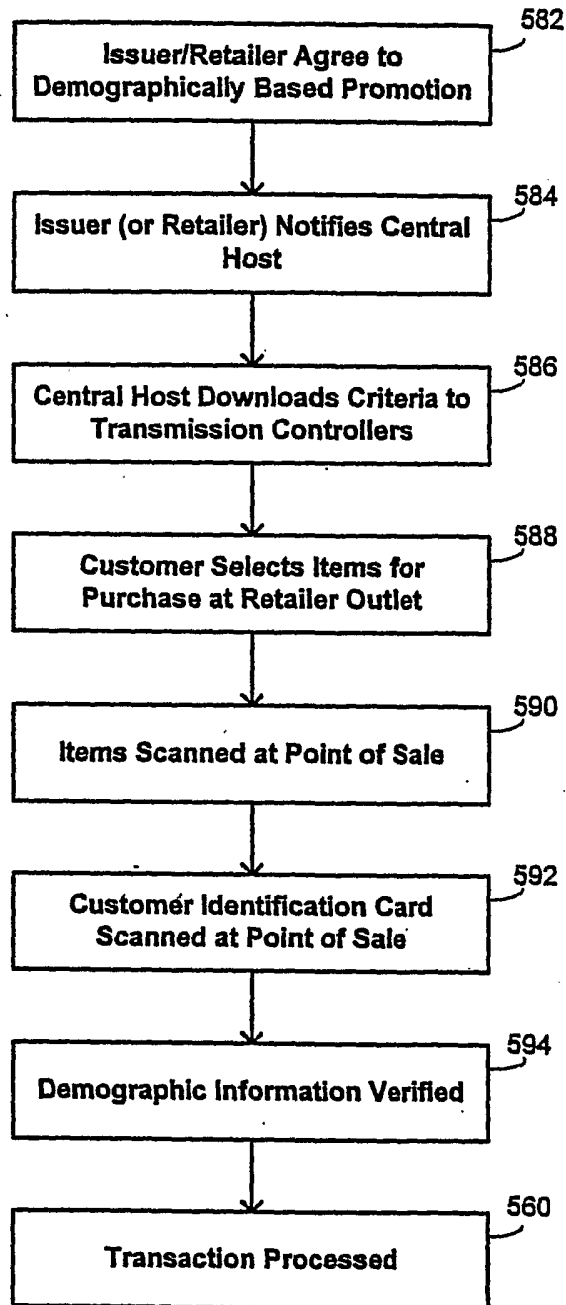 582
Issuer/Retailer Agree to
Demographically Based Promotion
584
Issuer (or Retailer) Notifies Central
Host
586
Central Host Downloads Criteria to
Transmission Controllers
588
Customer Selects Items for
Purchase at Retailer Outlet
590
Items Scanned at Point of Sale
592
Customer Identification Card
Scanned at Point of Sale
594
Demographic Information Verified
560
Transaction Processed